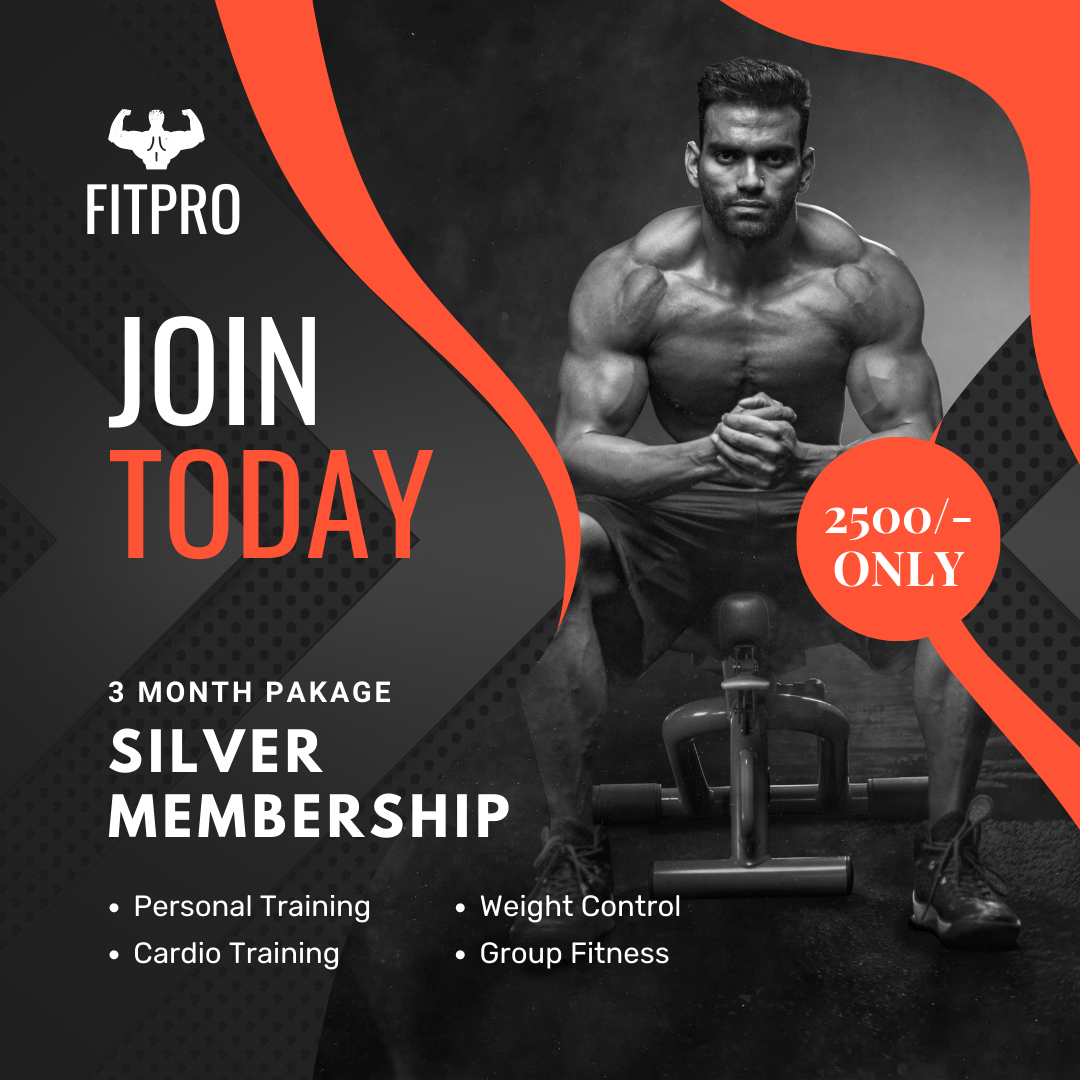 FITPRO
JOIN
TODAY
2500/-
ONLY
3 MONTH PAKAGE
SILVER
MEMBERSHIP
• Personal Training
• Cardio Training
• Weight Control
• Group Fitness